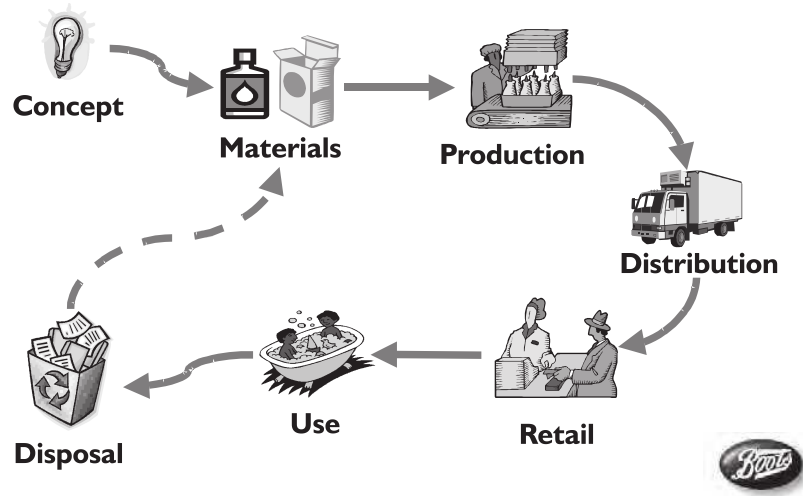 Concept
Materials
Production
Distribution
Retail
Use
Disposal
Boots